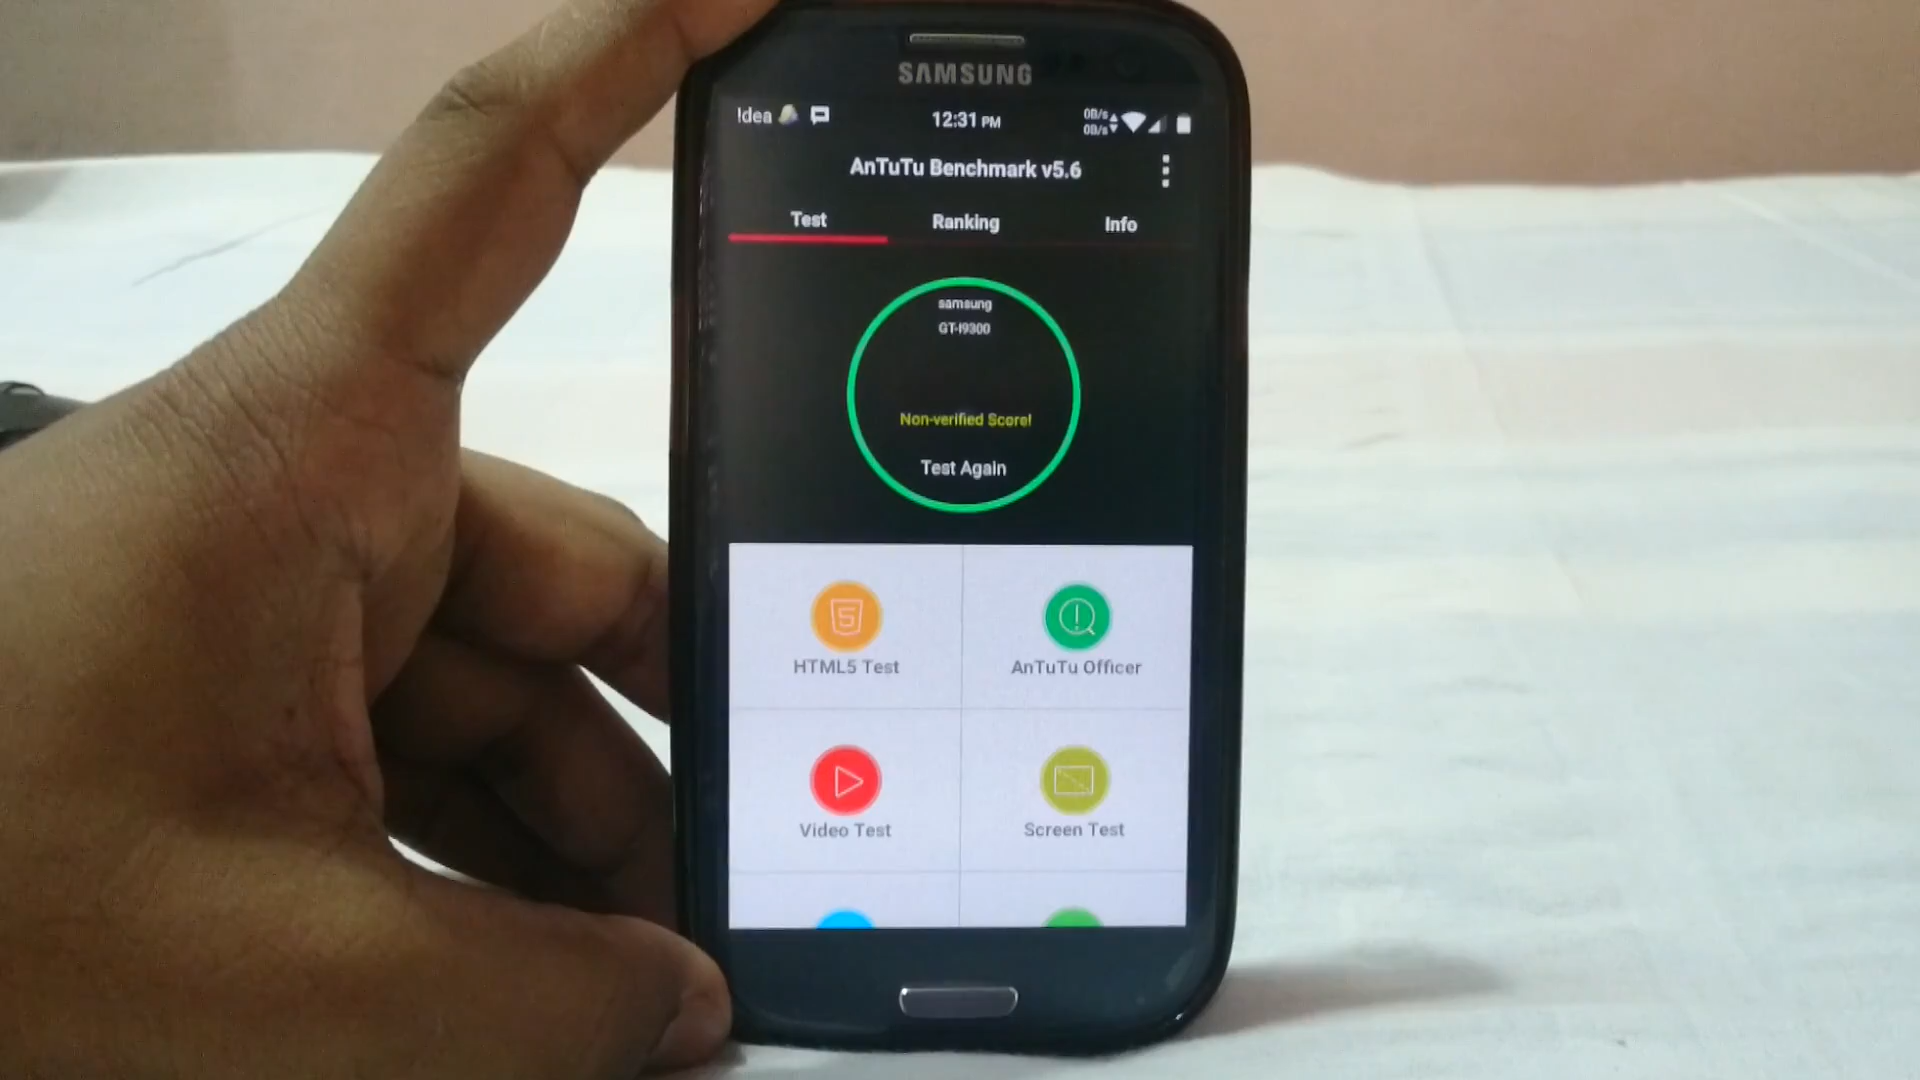 SAMSUNG
!dea
12:31 PM
0B/s
0B/s
AnTuTu Benchmark v5.6
Test
Ranking
Info
samsung
GT-I9300
Non-verified Score!
Test Again
HTML5 Test
AnTuTu Officer
Video Test
Screen Test